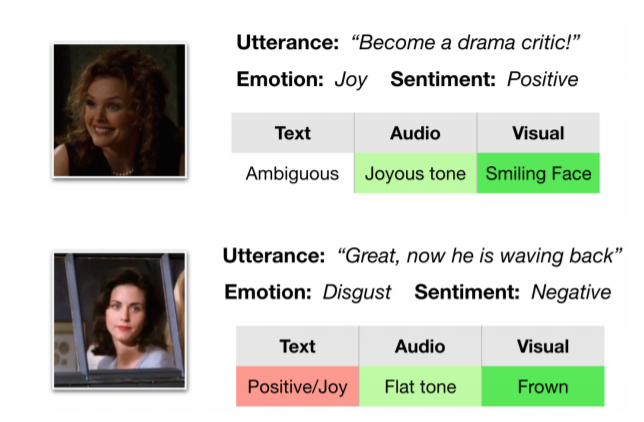 Utterance: “Become a drama critic!”
Emotion: Joy Sentiment: Positive
Text Audio Visual
Ambiguous Joyous tone Smiling Face
Utterance: “Great, now he is waving back”
Emotion: Disgust Sentiment: Negative
Text Audio Visual
Positive/Joy Flat tone Frown